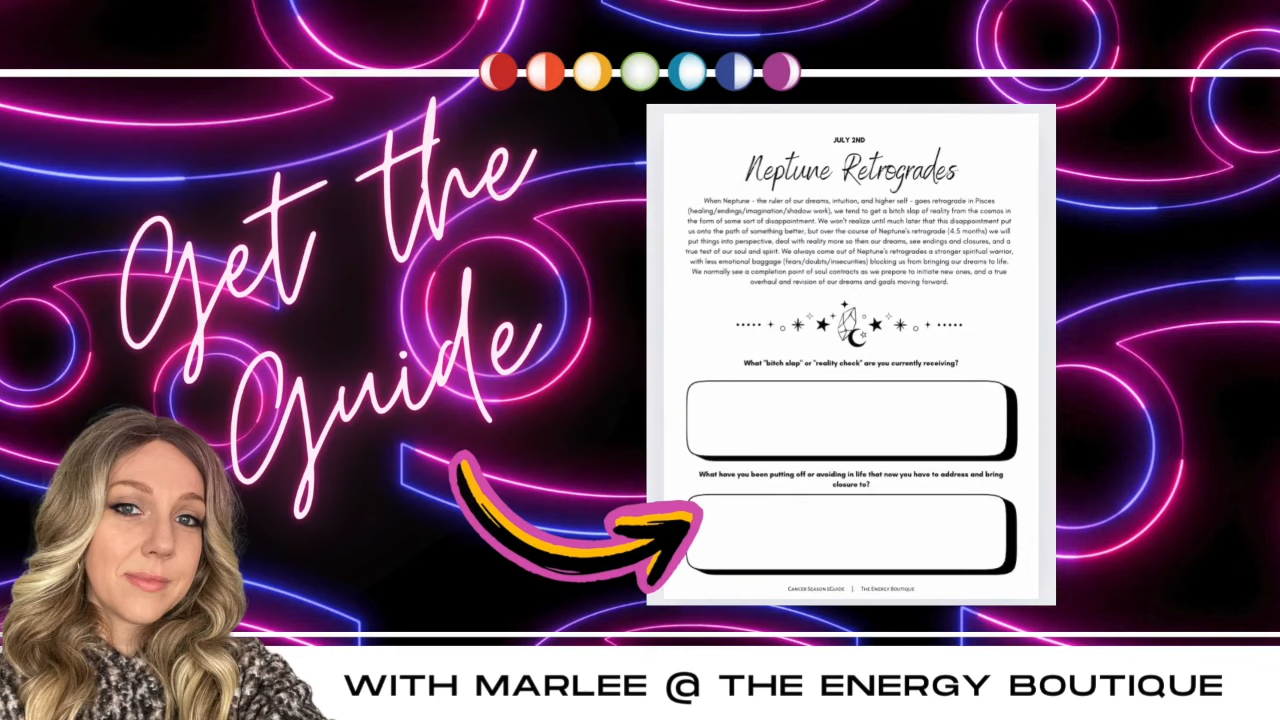 Get the
Guide
JULY 2ND
Neptune Retrogrades
When Neptune - the ruler of our dreams, intuition, and higher self - goes retrograde in Pisces
(healing/endings/imagination/shadow work), we tend to get a bitch slap of reality from the cosmos in
the form of some sort of disappointment. We won't realize until much later that this disappointment put
us onto the path of something better, but over the course of Neptune's retrograde (4.5 months) we will
put things into perspective, deal with reality more so then our dreams, see endings and closures, and a
true test of our soul and spirit. We always come out of Neptune's retrogrades a stronger spiritual warrior,
with less emotional baggage (fears/doubts/insecurities) blocking us from bringing our dreams to life.
We normally see a completion point of soul contracts as we prepare to initiate new ones, and a true
overhaul and revision of our dreams and goals moving forward.
What "bitch slap" or "reality check" are you currently receiving?
What have you been putting off or avoiding in life that now you have to address and bring
closure to?
Cancer Season eGuide | The Energy Boutique
WITH MARLEE @ THE ENERGY BOUTIQUE